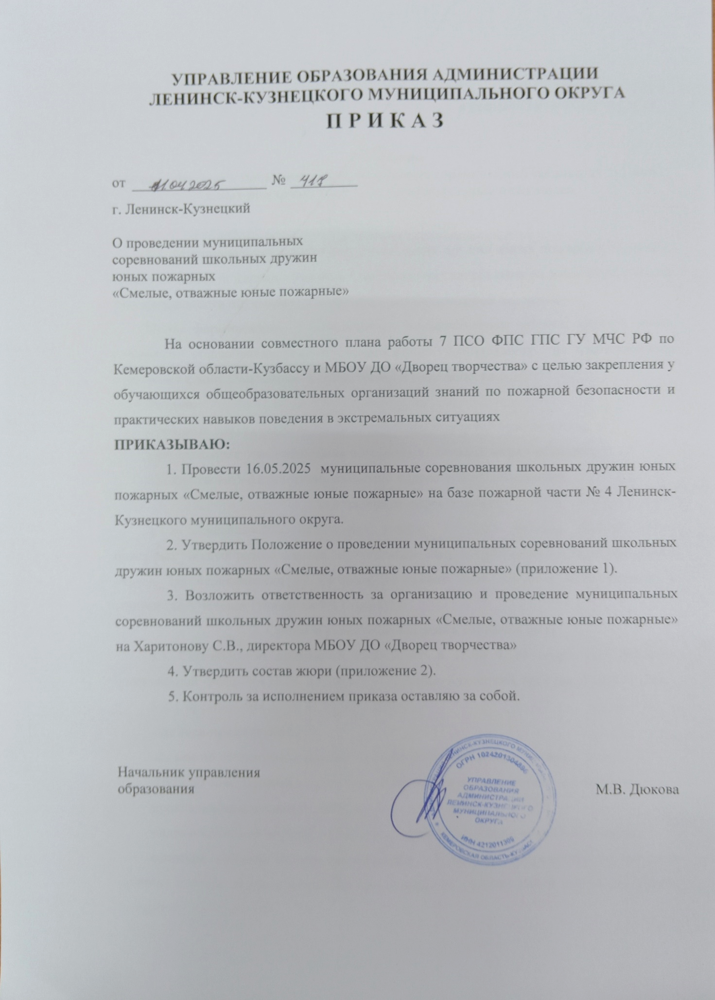 УПРАВЛЕНИЕ ОБРАЗОВАНИЯ АДМИНИСТРАЦИИ
ЛЕНИНСК-КУЗНЕЦКОГО МУНИЦИПАЛЬНОГО ОКРУГА
П Р И К А З
от 11.04.2025 № 417
г. Ленинск-Кузнецкий
О проведении муниципальных
соревнований школьных дружин
юных пожарных
«Смелые, отважные юные пожарные»
На основании совместного плана работы 7 ПСО ФПС ГПС ГУ МЧС РФ по
Кемеровской области-Кузбассу и МБОУ ДО «Дворец творчества» с целью закрепления у
обучающихся общеобразовательных организаций знаний по пожарной безопасности и
практических навыков поведения в экстремальных ситуациях
ПРИКАЗЫВАЮ:
1. Провести 16.05.2025 муниципальные соревнования школьных дружин юных
пожарных «Смелые, отважные юные пожарные» на базе пожарной части № 4 Ленинск-
Кузнецкого муниципального округа.
2. Утвердить Положение о проведении муниципальных соревнований школьных
дружин юных пожарных «Смелые, отважные юные пожарные» (приложение 1).
3. Возложить ответственность за организацию и проведение муниципальных
соревнований школьных дружин юных пожарных «Смелые, отважные юные пожарные»
на Харитонову С.В., директора МБОУ ДО «Дворец творчества»
4. Утвердить состав жюри (приложение 2).
5. Контроль за исполнением приказа оставляю за собой.
Начальник управления
образования
М.В. Дюкова
ЛЕНИНСК-КУЗНЕЦКОГО
ОГРН 1024201304896
УПРАВЛЕНИЕ
ОБРАЗОВАНИЯ
АДМИНИСТРАЦИИ
ЛЕНИНСК-КУЗНЕЦКОГО
МУНИЦИПАЛЬНОГО
ОКРУГА
ИНН 4212011309
КЕМЕРОВСКАЯ ОБЛАСТЬ-КУЗБАСС